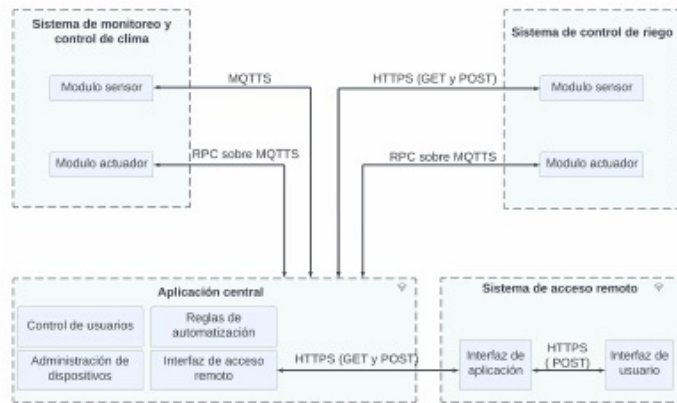 Sistema de monitoreo y
control de clima
Modulo sensor
Modulo actuador
MQTTS
RPC sobre MQTTS
Sistema de control de riego
HTTPS (GET y POST)
Modulo sensor
RPC sobre MQTTS
Modulo actuador
Aplicación central
Control de usuarios
Reglas de
automatización
Administración de
dispositivos
Interfaz de acceso
remoto
HTTPS (GET y POST)
Sistema de acceso remoto
Interfaz de
aplicación
HTTPS
( POST)
Interfaz de
usuario